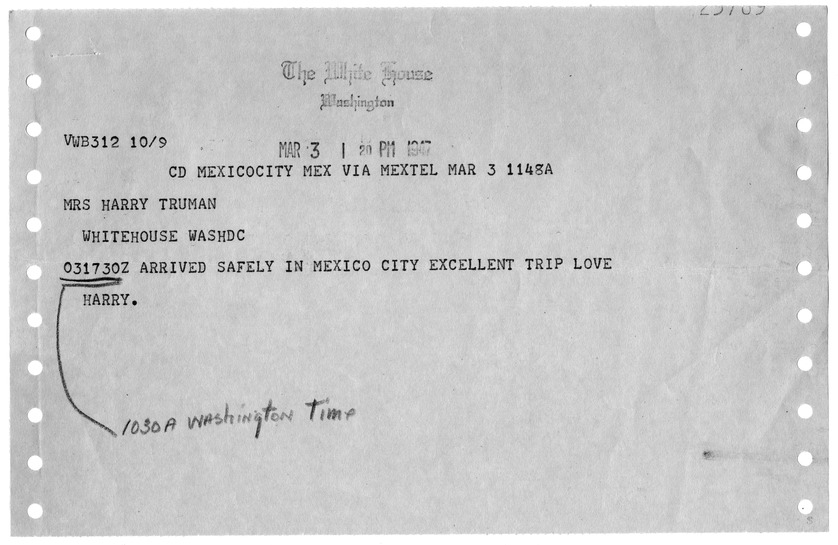 The White House
Washington
VWB312 10/9
MAR 3 1 20 PM 1947
CD MEXICOCITY MEX VIA MEXTEL MAR 3 1148A
MRS HARRY TRUMAN
WHITEHOUSE WASHDC
031730Z ARRIVED SAFELY IN MEXICO CITY EXCELLENT TRIP LOVE
HARRY.
1030A WASHINGTON TIME